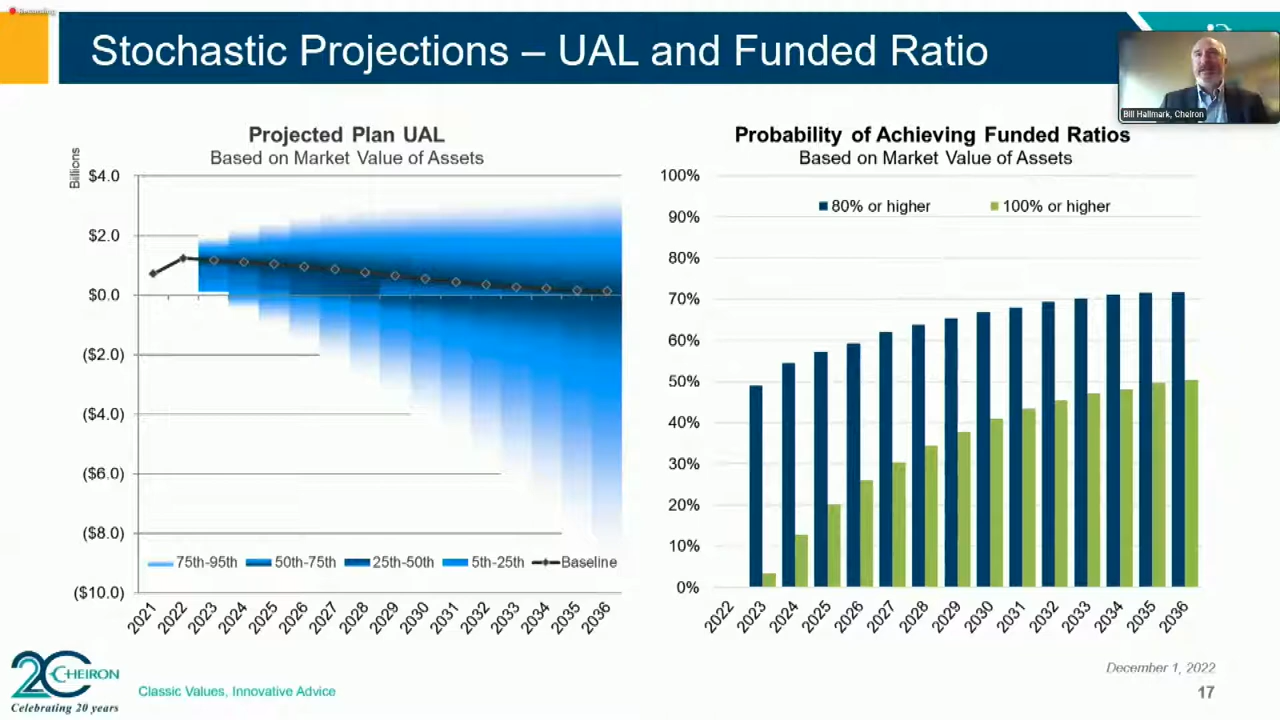 Recording
Stochastic Projections – UAL and Funded Ratio
Bill Hallmark, Cheiron
Projected Plan UAL
Based on Market Value of Assets
Billions
$4.0
$2.0
$0.0
($2.0)
($4.0)
($6.0)
($8.0)
($10.0)
75th-95th 50th-75th 25th-50th 5th-25th Baseline
2021 2022 2023 2024 2025 2026 2027 2028 2029 2030 2031 2032 2033 2034 2035 2036
Probability of Achieving Funded Ratios
Based on Market Value of Assets
100%
80% or higher 100% or higher
90%
80%
70%
60%
50%
40%
30%
20%
10%
0%
2022 2023 2024 2025 2026 2027 2028 2029 2030 2031 2032 2033 2034 2035 2036
December 1, 2022
20 CHEIRON
Celebrating 20 years
Classic Values, Innovative Advice
17